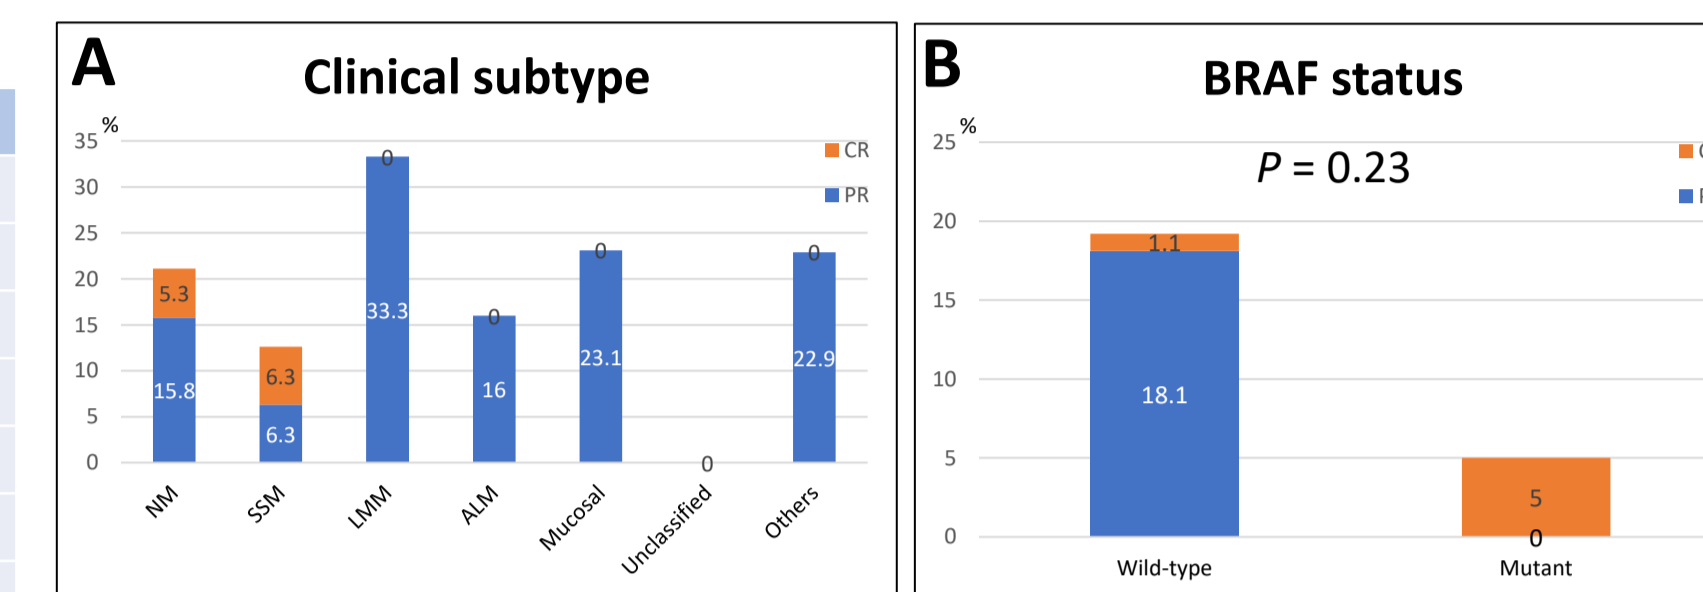 A
Clinical subtype
%
35
30
25
20
15
10
5
0
CR
PR
5.3
15.8
6.3
6.3
0
33.3
0
16
0
23.1
0
0
22.9
NM
SSM
LMM
ALM
Mucosal
Unclassified
Others
B
BRAF status
%
25
20
15
10
5
0
P = 0.23
1.1
18.1
5
0
Wild-type
Mutant